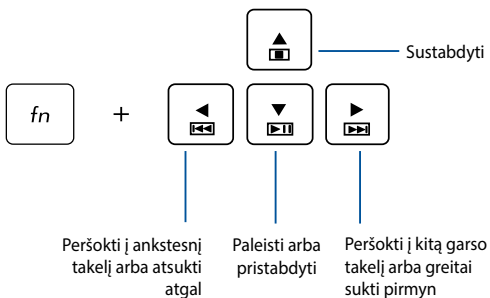 Sustabdyti
fn
+
Peršokti į ankstesnį
takelį arba atsukti
atgal
Paleisti arba
pristabdyti
Peršokti į kitą garso
takelį arba greitai
sukti pirmyn